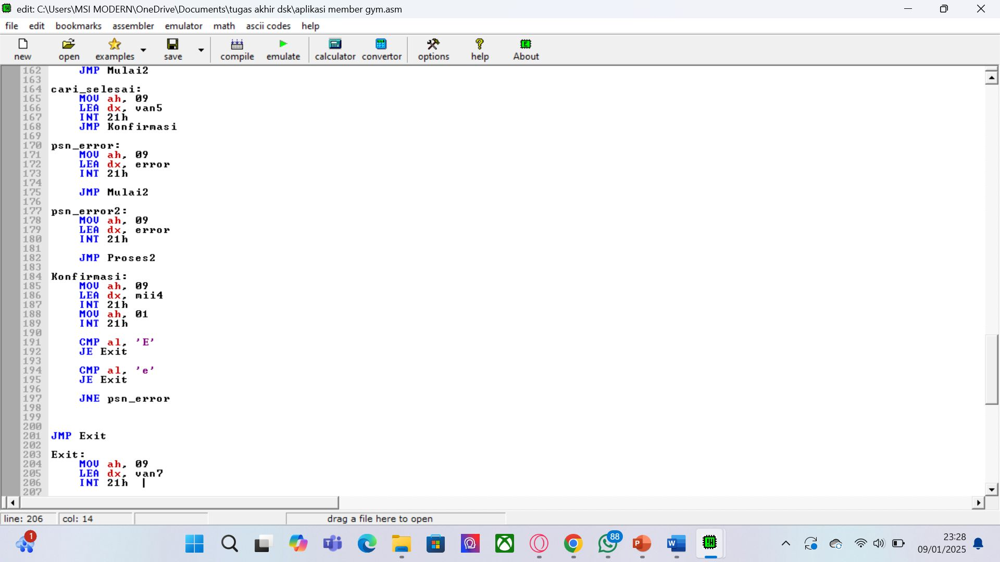 edit: C:\Users\MSI MODERN\OneDrive\Documents\tugas akhir dsk\aplikasi member gym.asm
file edit bookmarks assembler emulator math ascii codes help
new open examples save compile emulate calculator convertor options help About
162 JMP Mulai2
163
164 cari_selesai:
165 MOV ah, 09
166 LEA dx, van5
167 INT 21h
168 JMP Konfirmasi
169
170 psn_error:
171 MOV ah, 09
172 LEA dx, error
173 INT 21h
174
175 JMP Mulai2
176
177 psn_error2:
178 MOV ah, 09
179 LEA dx, error
180 INT 21h
181
182 JMP Proses2
183
184 Konfirmasi:
185 MOV ah, 09
186 LEA dx, mii4
187 INT 21h
188 MOV ah, 01
189 INT 21h
190
191 CMP al, 'E'
192 JE Exit
193
194 CMP al, 'e'
195 JE Exit
196
197 JNE psn_error
198
199
200
201 JMP Exit
202
203 Exit:
204 MOV ah, 09
205 LEA dx, van7
206 INT 21h
207
line: 206 col: 14 drag a file here to open
1 88 23:28
09/01/2025